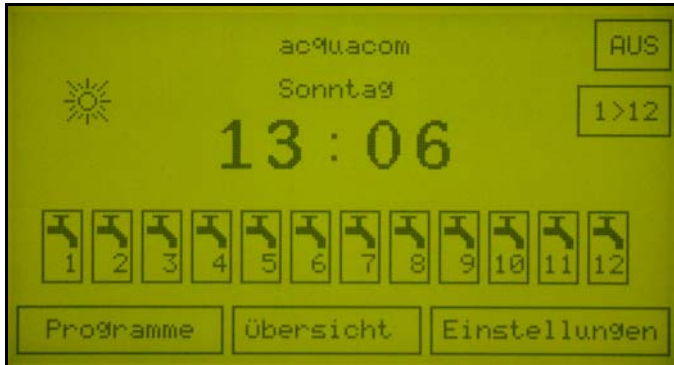 acquacom
AUS
Sonntag
1>12
13:06
1 2 3 4 5 6 7 8 9 10 11 12
Programme übersicht Einstellungen